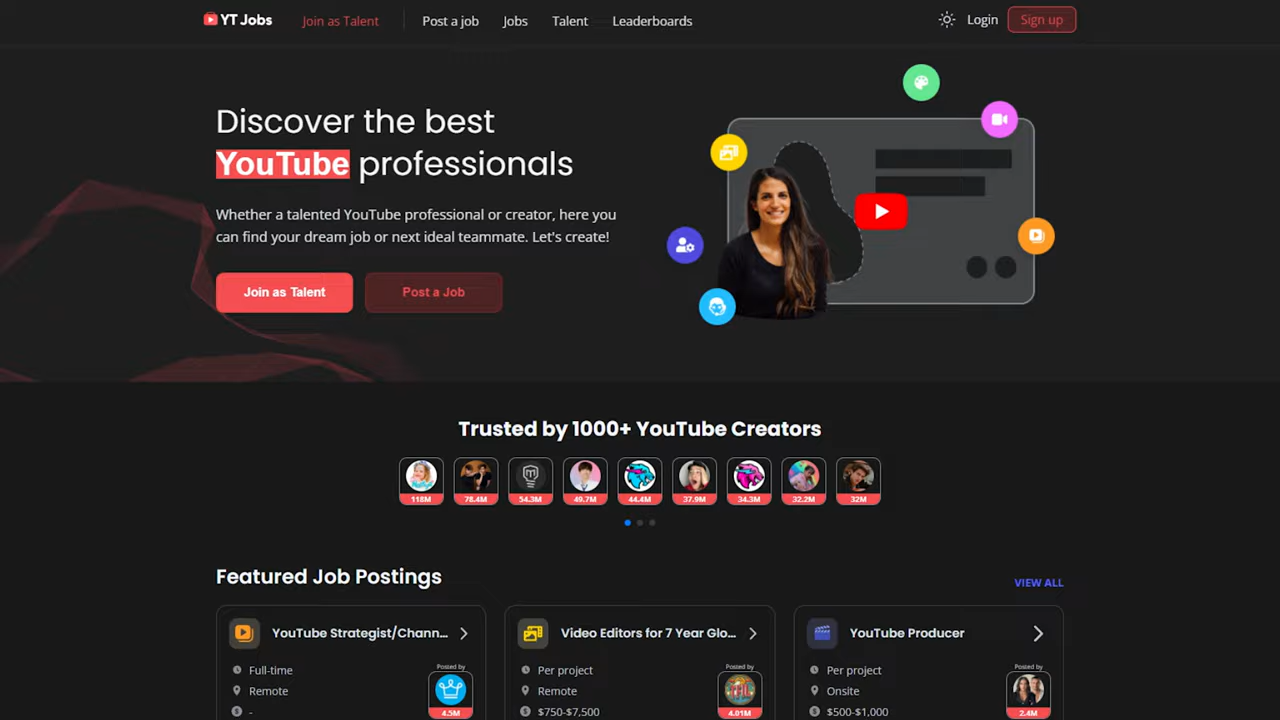 YT Jobs
Join as Talent
Post a job
Jobs
Talent
Leaderboards
Login
Sign up
Discover the best
YouTube professionals
Whether a talented YouTube professional or creator, here you
can find your dream job or next ideal teammate. Let's create!
Join as Talent
Post a Job
Trusted by 1000+ YouTube Creators
118M
78.4M
54.3M
49.7M
44.4M
37.9M
34.3M
32.2M
32M
Featured Job Postings
VIEW ALL
YouTube Strategist/Chann...
Full-time
Remote
-
Posted by
4.5M
Video Editors for 7 Year Glo...
Per project
Remote
$750-$7,500
Posted by
4.01M
YouTube Producer
Per project
Onsite
$500-$1,000
Posted by
2.4M